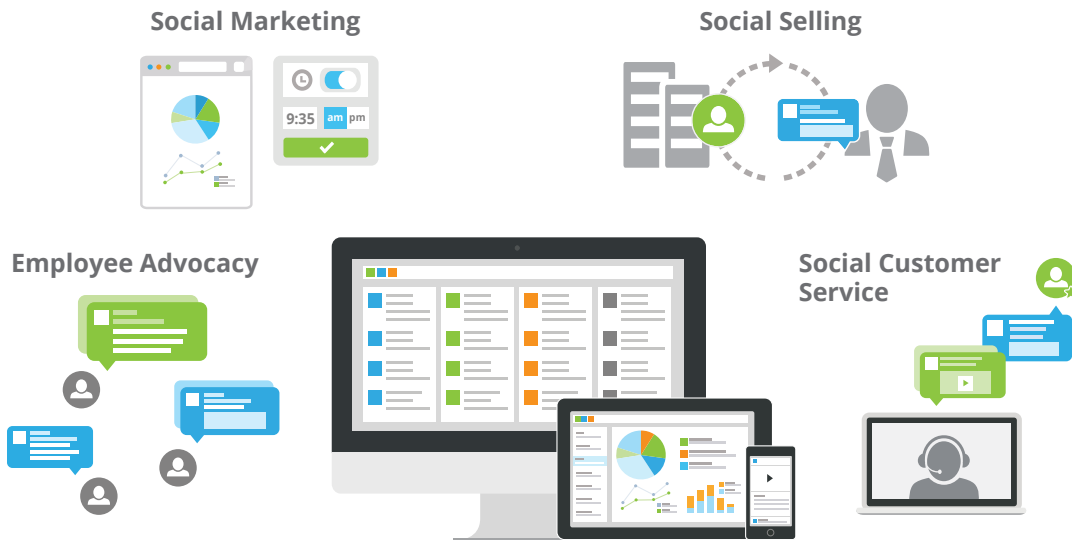 Social Marketing
Social Selling
9:35 am pm
Employee Advocacy
Social Customer
Service